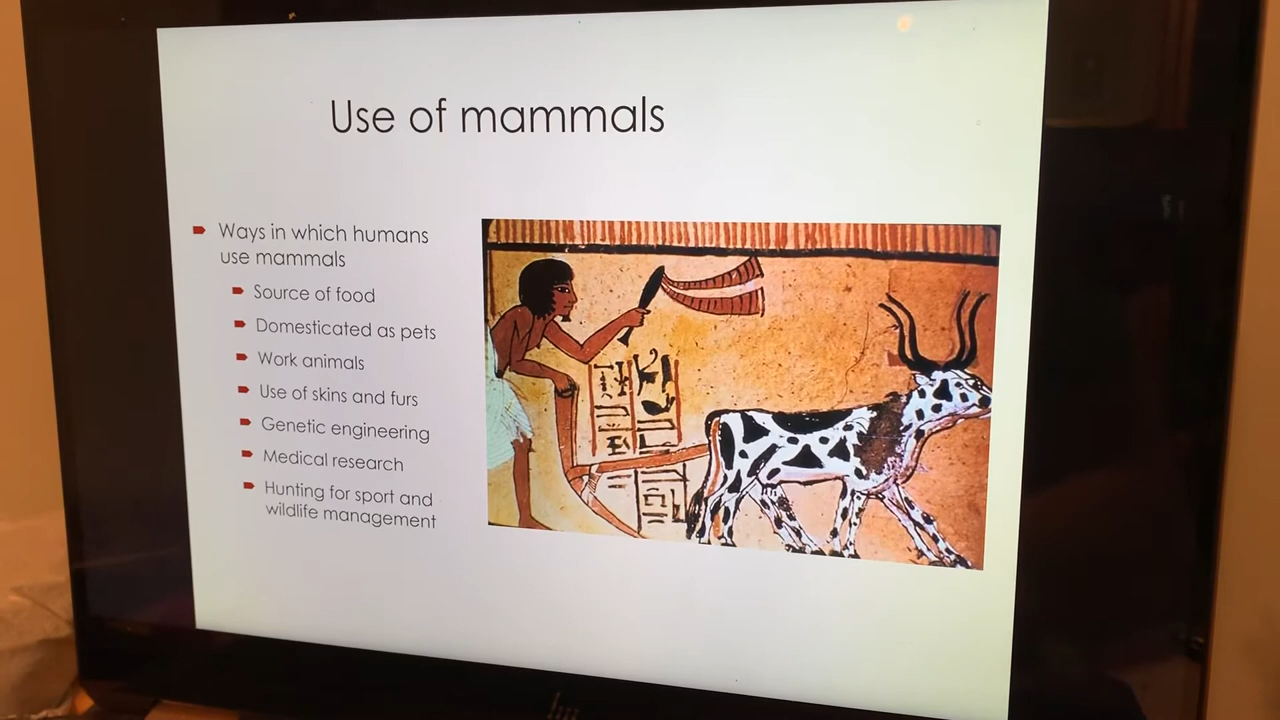 Use of mammals
Ways in which humans
use mammals
Source of food
Domesticated as pets
Work animals
Use of skins and furs
Genetic engineering
Medical research
Hunting for sport and
wildlife management